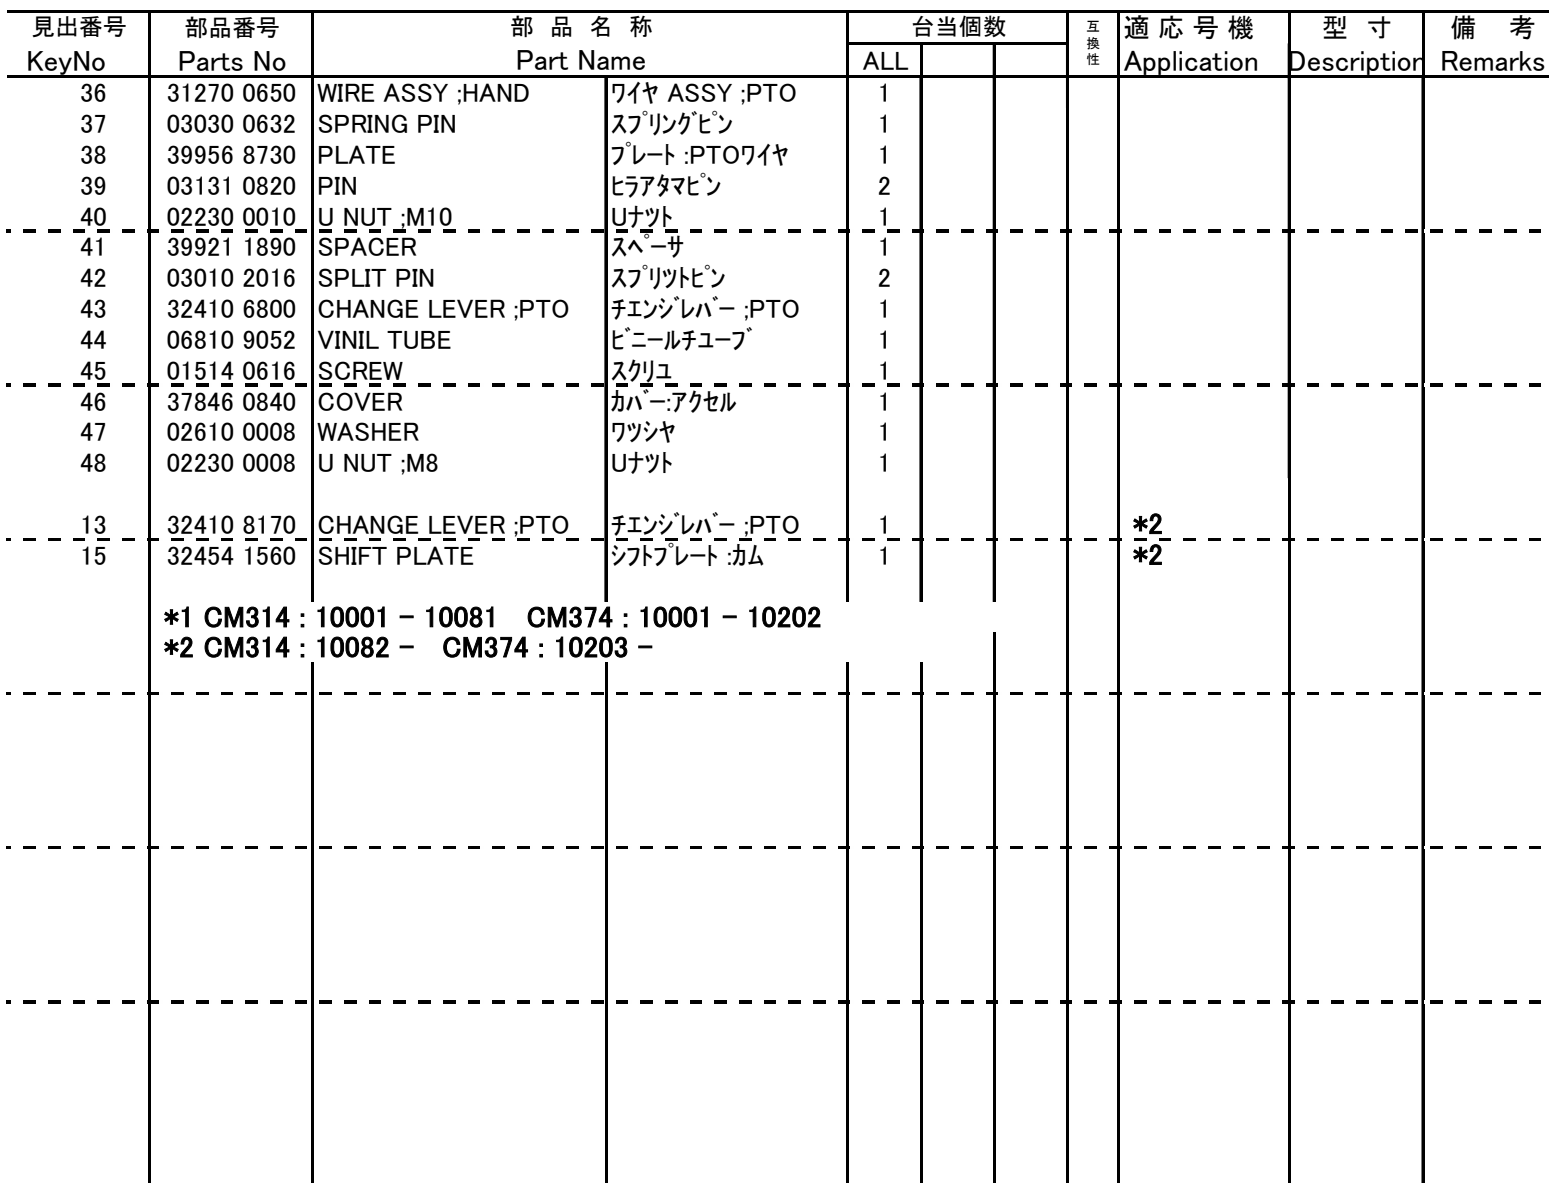 見出番号 部品番号 部品名称 台当個数 互換性 適応号機 型寸 備考
KeyNo Parts No Part Name ALL Application Description Remarks
36 31270 0650 WIRE ASSY ;HAND ﾜｲﾔ ASSY ;PTO 1
37 03030 0632 SPRING PIN ｽﾌﾟﾘﾝｸﾞﾋﾟﾝ 1
38 39956 8730 PLATE ﾌﾟﾚｰﾄ :PTOﾜｲﾔ 1
39 03131 0820 PIN ﾋﾗｱﾀﾏﾋﾟﾝ 2
40 02230 0010 U NUT ;M10 Uﾅﾂﾄ 1
41 39921 1890 SPACER ｽﾍﾟｰｻ 1
42 03010 2016 SPLIT PIN ｽﾌﾟﾘﾂﾄﾋﾟﾝ 2
43 32410 6800 CHANGE LEVER ;PTO ﾁｴﾝｼﾞﾚﾊﾞｰ ;PTO 1
44 06810 9052 VINIL TUBE ﾋﾞﾆｰﾙﾁﾕｰﾌﾞ 1
45 01514 0616 SCREW ｽｸﾘﾕ 1
46 37846 0840 COVER ｶﾊﾞｰ:ｱｸｾﾙ 1
47 02610 0008 WASHER ﾜﾂｼﾔ 1
48 02230 0008 U NUT ;M8 Uﾅﾂﾄ 1
13 32410 8170 CHANGE LEVER ;PTO ﾁｴﾝｼﾞﾚﾊﾞｰ ;PTO 1 *2
15 32454 1560 SHIFT PLATE ｼﾌﾄﾌﾟﾚｰﾄ :ｶﾑ 1 *2
*1 CM314 : 10001 - 10081 CM374 : 10001 - 10202
*2 CM314 : 10082 - CM374 : 10203 -